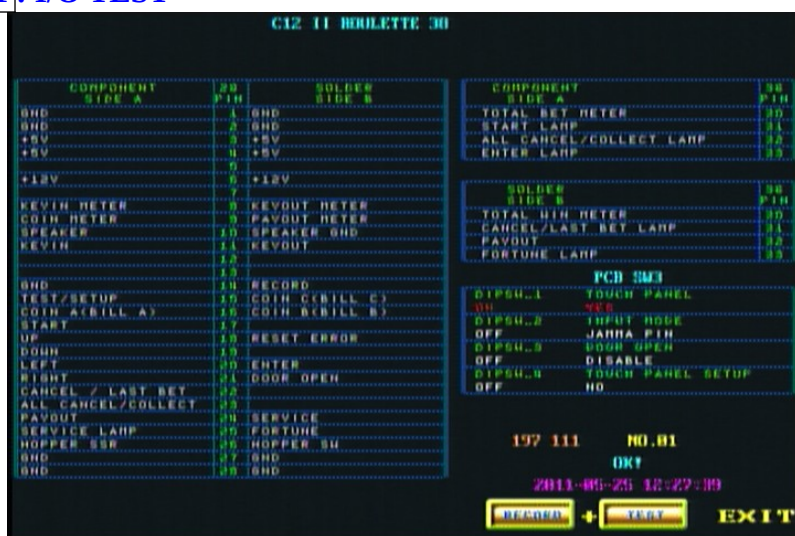 I/O TEST
C12 II ROULETTE 38
COMPONENT SIDE A 28 PIN SOLDER SIDE B
GND 1 GND
GND 2 GND
+5V 3 +5V
+5V 4 +5V
5
+12V 6 +12V
7
KEYIN METER 8 KEYOUT METER
COIN METER 9 PAYOUT METER
SPEAKER 10 SPEAKER GND
KEYIN 11 KEYOUT
12
13
GND 14 RECORD
TEST/SETUP 15 COIN C(BILL C)
COIN A(BILL A) 16 COIN B(BILL B)
START 17
UP 18 RESET ERROR
DOWN 19
LEFT 20 ENTER
RIGHT 21 DOOR OPEN
CANCEL / LAST BET 22
ALL CANCEL/COLLECT 23
PAYOUT 24 SERVICE
SERVICE LAMP 25 FORTUNE
HOPPER SSR 26 HOPPER SW
GND 27 GND
GND 28 GND
COMPONENT SIDE A 36 PIN
TOTAL BET METER 30
START LAMP 31
ALL CANCEL/COLLECT LAMP 32
ENTER LAMP 33
SOLDER SIDE B 36 PIN
TOTAL WIN METER 30
CANCEL/LAST BET LAMP 31
PAYOUT 32
FORTUNE LAMP 33
PCB SW3
DIPSW_1 TOUCH PANEL
ON YES
DIPSW_2 INPUT MODE
OFF JAMMA PIN
DIPSW_3 DOOR OPEN
OFF DISABLE
DIPSW_4 TOUCH PANEL SETUP
OFF NO
197 111 NO.01
OK!
2011-05-25 12:27:39
RECORD + TEST EXIT